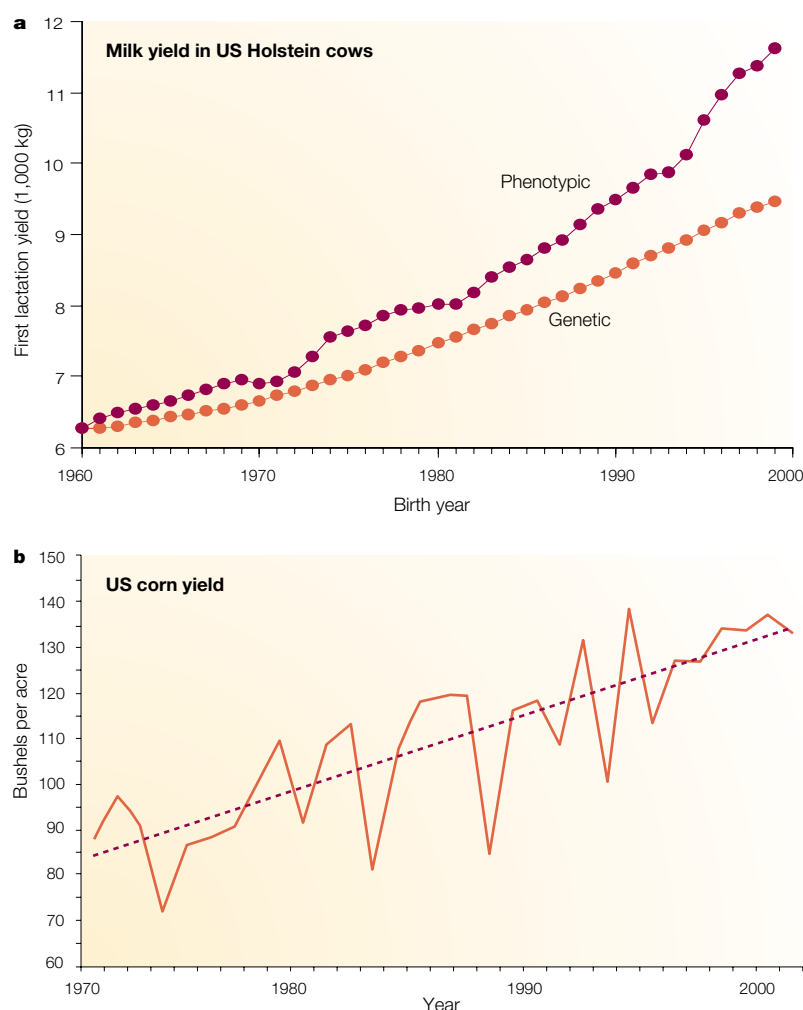 a
Milk yield in US Holstein cows
12
11
10
9
8
7
6
First lactation yield (1,000 kg)
Phenotypic
Genetic
1960
1970
1980
1990
2000
Birth year
b
US corn yield
150
140
130
120
110
100
90
80
70
60
Bushels per acre
1970
1980
1990
2000
Year